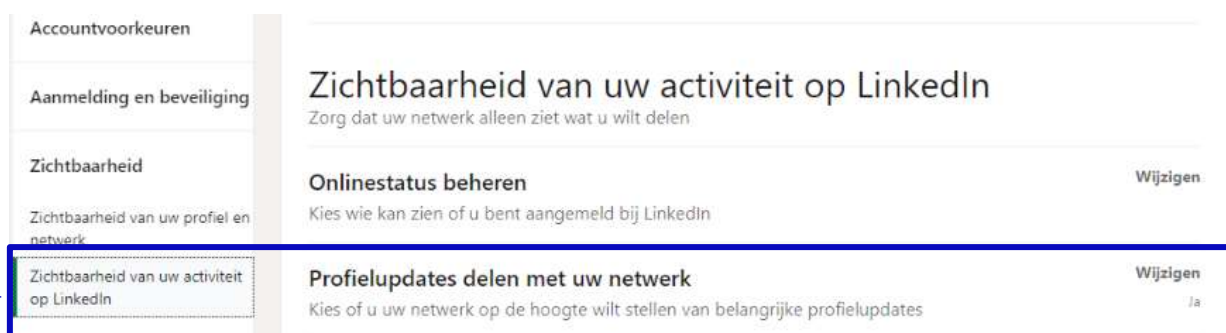 Accountvoorkeuren
Aanmelding en beveiliging
Zichtbaarheid
Zichtbaarheid van uw profiel en
netwerk
Zichtbaarheid van uw activiteit
op LinkedIn
Zichtbaarheid van uw activiteit op LinkedIn
Zorg dat uw netwerk alleen ziet wat u wilt delen
Onlinestatus beheren
Wijzigen
Kies wie kan zien of u bent aangemeld bij LinkedIn
Profielupdates delen met uw netwerk
Wijzigen
Kies of u uw netwerk op de hoogte wilt stellen van belangrijke profielupdates
Ja